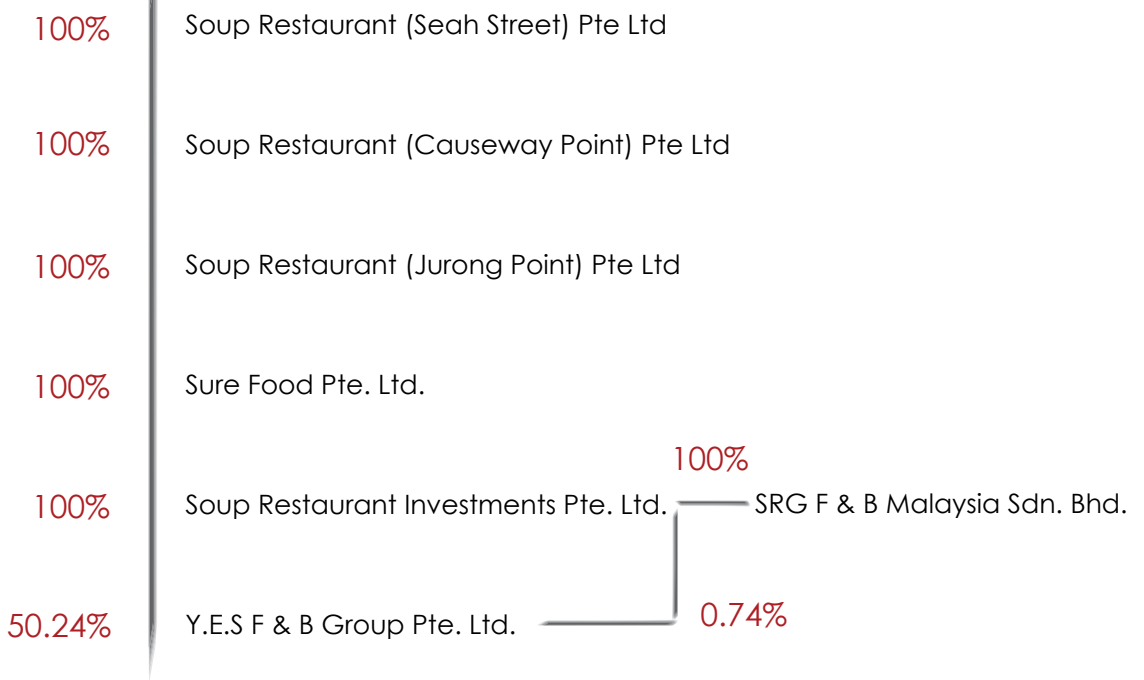 100% Soup Restaurant (Seah Street) Pte Ltd
100% Soup Restaurant (Causeway Point) Pte Ltd
100% Soup Restaurant (Jurong Point) Pte Ltd
100% Sure Food Pte. Ltd.
100%
100% Soup Restaurant Investments Pte. Ltd. SRG F & B Malaysia Sdn. Bhd.
50.24% Y.E.S F & B Group Pte. Ltd. 0.74%